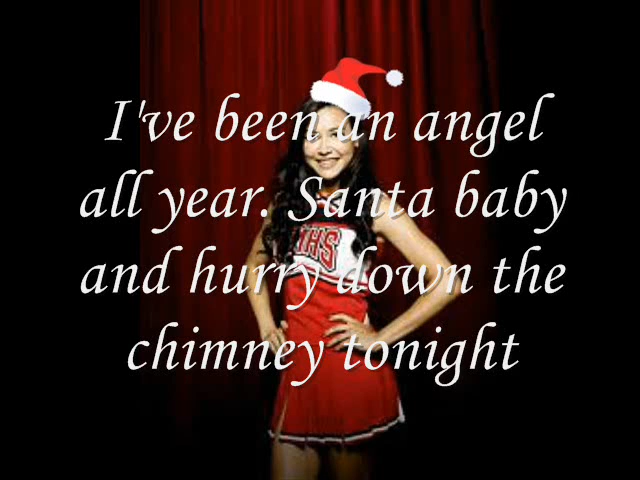 I've been an angel
all year. Santa baby
and hurry down the
chimney tonight
WHS